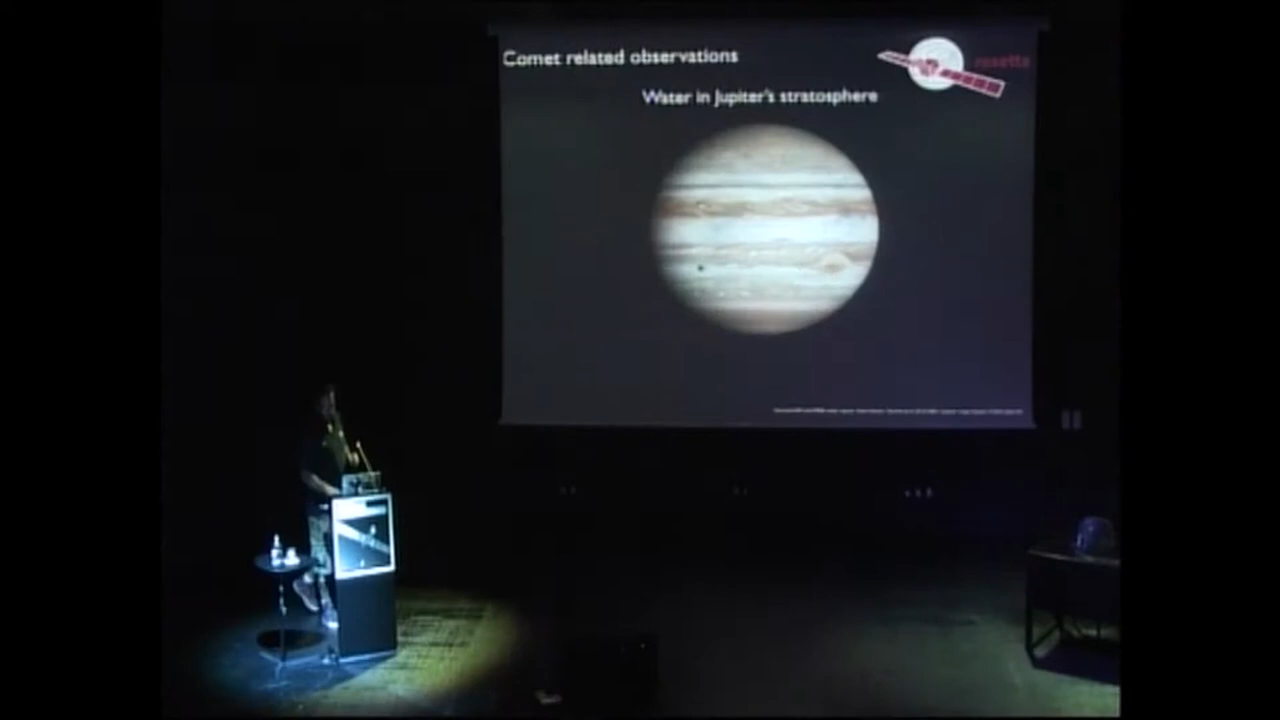 Comet related observations
rosetta
Water in Jupiter's stratosphere